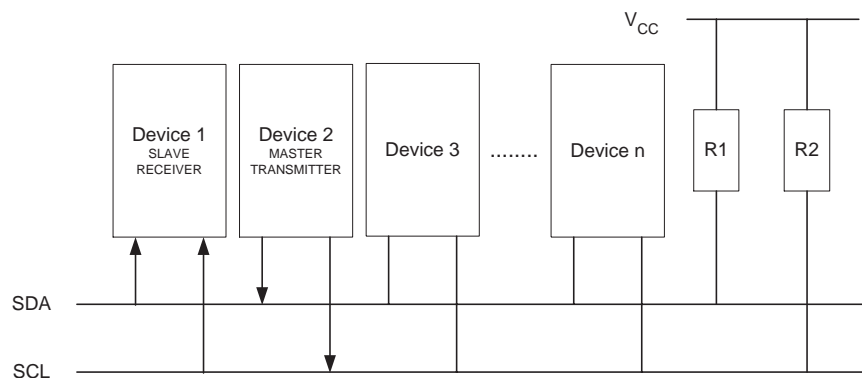 VCC
Device 1
SLAVE
RECEIVER
Device 2
MASTER
TRANSMITTER
Device 3
........
Device n
R1
R2
SDA
SCL